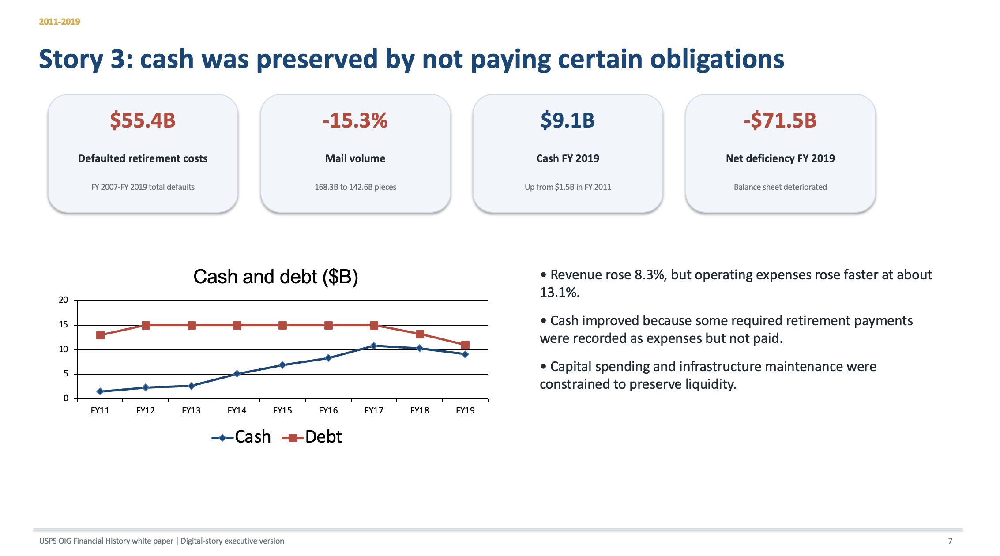 2011-2019
Story 3: cash was preserved by not paying certain obligations
$55.4B
Defaulted retirement costs
FY 2007-FY 2019 total defaults
-15.3%
Mail volume
168.3B to 142.6B pieces
$9.1B
Cash FY 2019
Up from $1.5B in FY 2011
-$71.5B
Net deficiency FY 2019
Balance sheet deteriorated
Cash and debt ($B)
20
15
10
5
0
FY11 FY12 FY13 FY14 FY15 FY16 FY17 FY18 FY19
Cash Debt
• Revenue rose 8.3%, but operating expenses rose faster at about
13.1%.
• Cash improved because some required retirement payments
were recorded as expenses but not paid.
• Capital spending and infrastructure maintenance were
constrained to preserve liquidity.
USPS OIG Financial History white paper | Digital-story executive version
7